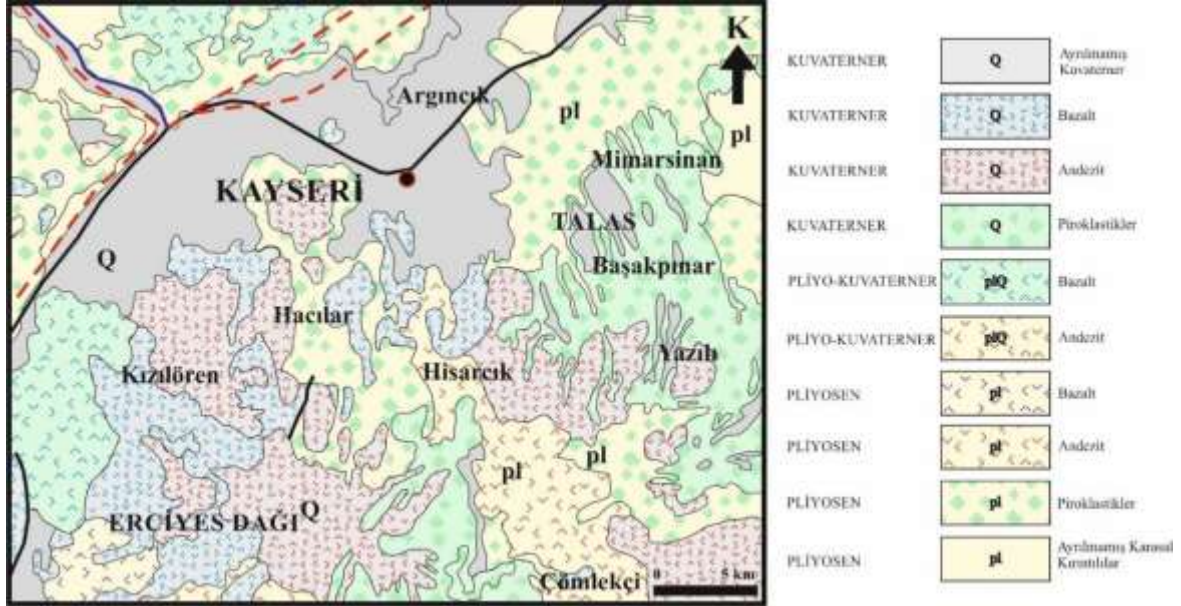 K
Argıncık
pl
pl
Mimarsinan
KAYSERİ
TALAS
Q
Başakpınar
Hacılar
Yazıb
Kızılören
Hisarcık
pl
pl
ERCİYES DAĞI Q
Çömlekçi
0 5 km
KUVATERNER Q Ayrılmamış
Kuvaterner
KUVATERNER Q Bazalt
KUVATERNER Q Andezit
KUVATERNER Q Piroklastikler
PLİYO-KUVATERNER plQ Bazalt
PLİYO-KUVATERNER plQ Andezit
PLİYOSEN pl Bazalt
PLİYOSEN pl Andezit
PLİYOSEN pl Piroklastikler
PLİYOSEN pl Ayrılmamış Karasal
Kırıntılılar